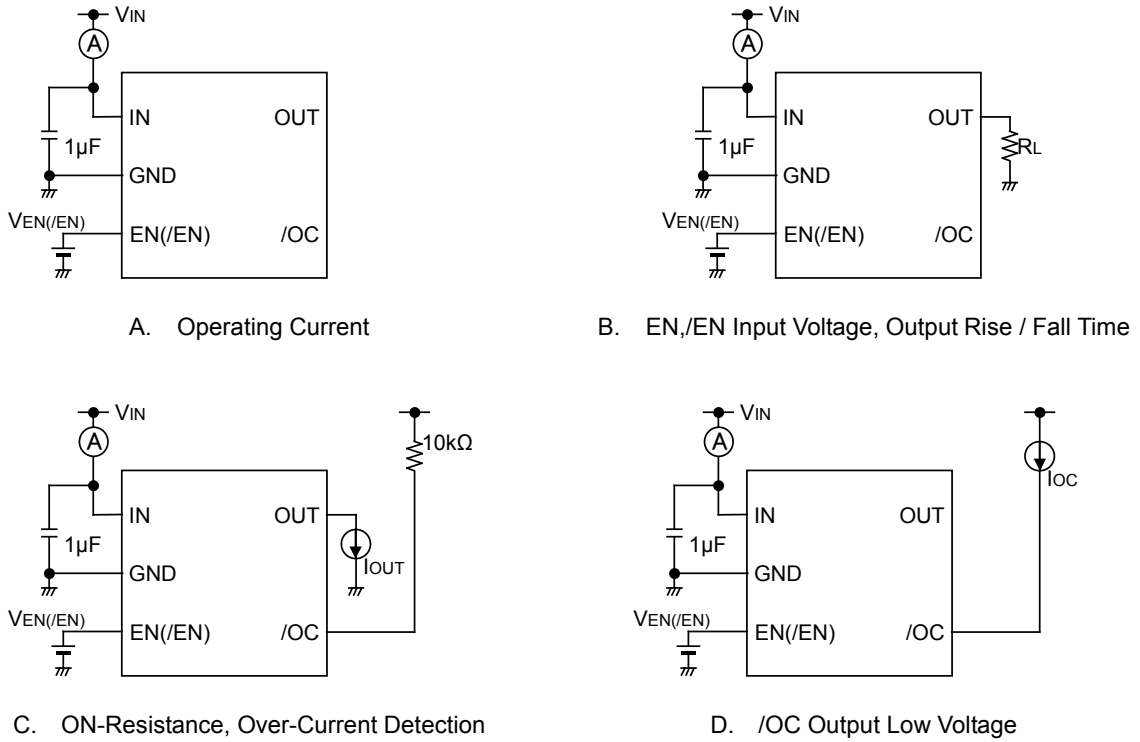 VIN
A
IN OUT
1μF
GND
VEN(/EN)
EN(/EN) /OC
A. Operating Current
VIN
A
IN OUT
1μF
RL
GND
VEN(/EN)
EN(/EN) /OC
B. EN,/EN Input Voltage, Output Rise / Fall Time
VIN
A
10kΩ
IN OUT
1μF
IOUT
GND
VEN(/EN)
EN(/EN) /OC
C. ON-Resistance, Over-Current Detection
VIN
A
IOC
IN OUT
1μF
GND
VEN(/EN)
EN(/EN) /OC
D. /OC Output Low Voltage